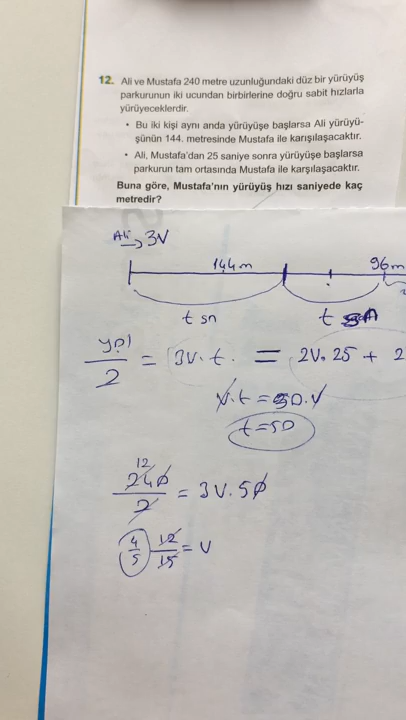 12. Ali ve Mustafa 240 metre uzunluğundaki düz bir yürüyüş
parkurunun iki ucundan birbirlerine doğru sabit hızlarla
yürüyeceklerdir.
• Bu iki kişi aynı anda yürüyüşe başlarsa Ali yürüyü-
şünün 144. metresinde Mustafa ile karşılaşacaktır.
• Ali, Mustafa'dan 25 saniye sonra yürüyüşe başlarsa
parkurun tam ortasında Mustafa ile karşılaşacaktır.
Buna göre, Mustafa'nın yürüyüş hızı saniyede kaç
metredir?
Ali → 3V
144m 96m
t sn t
yol/2 = 3V.t. = 2V.25 + 2
V.t = 50.V
t=50
12
240/2 = 3V.50
4/5 12/15 = V